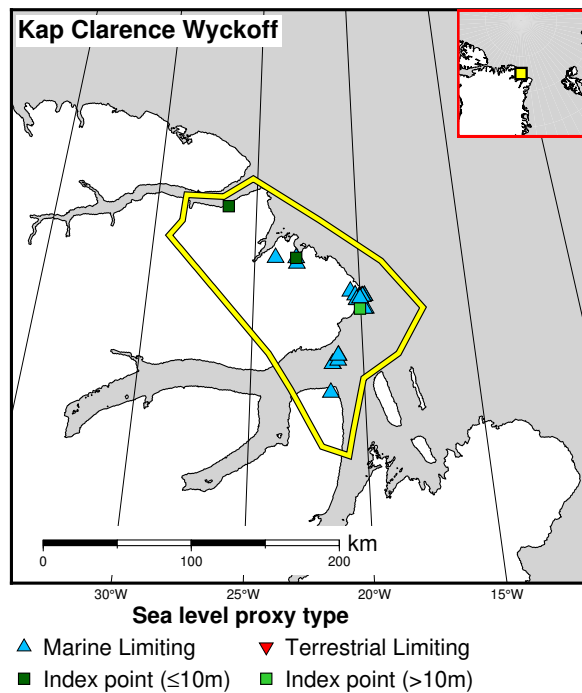 Kap Clarence Wyckoff
km
0 100 200
30°W 25°W 20°W 15°W
Sea level proxy type
Marine Limiting Terrestrial Limiting
Index point (≤10m) Index point (>10m)